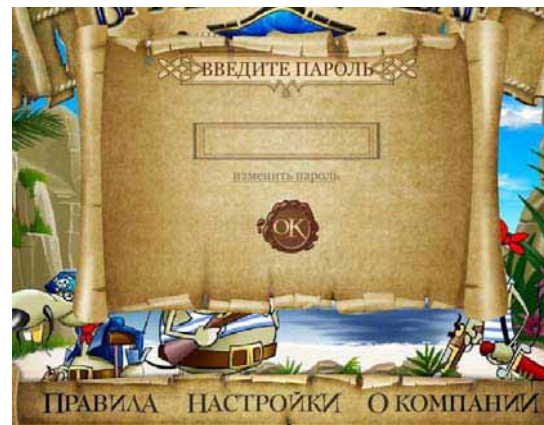 ВВЕДИТЕ ПАРОЛЬ
изменить пароль
OK
ПРАВИЛА НАСТРОЙКИ О КОМПАНИИ